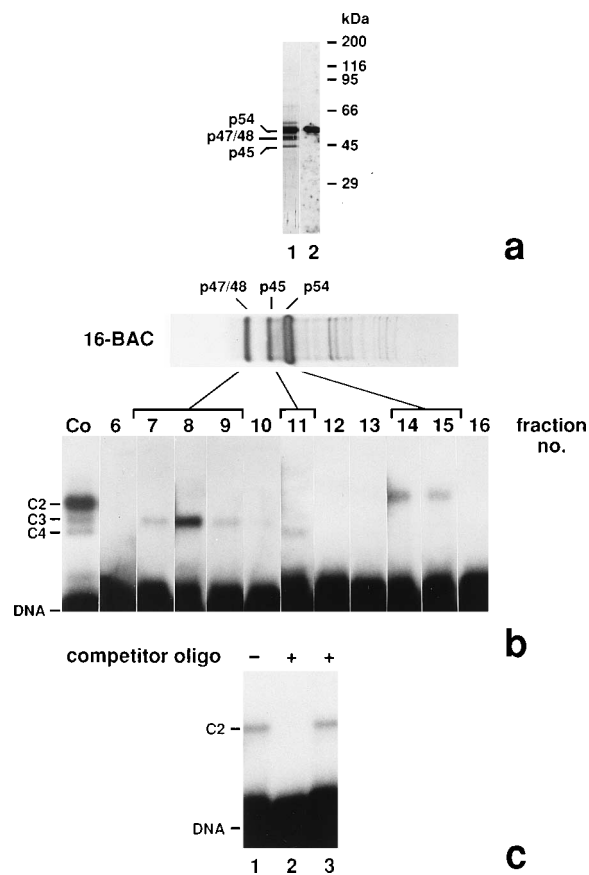 kDa
200
116
95
66
45
29
p54
p47/48
p45
1 2
a
p47/48 p45 p54
16-BAC
Co 6 7 8 9 10 11 12 13 14 15 16 fraction no.
C2
C3
C4
DNA
b
competitor oligo − + +
C2
DNA
1 2 3
c